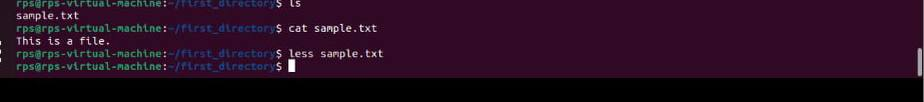 rps@rps-virtual-machine:~/first_directory$ ls
sample.txt
rps@rps-virtual-machine:~/first_directory$ cat sample.txt
This is a file.
rps@rps-virtual-machine:~/first_directory$ less sample.txt
rps@rps-virtual-machine:~/first_directory$